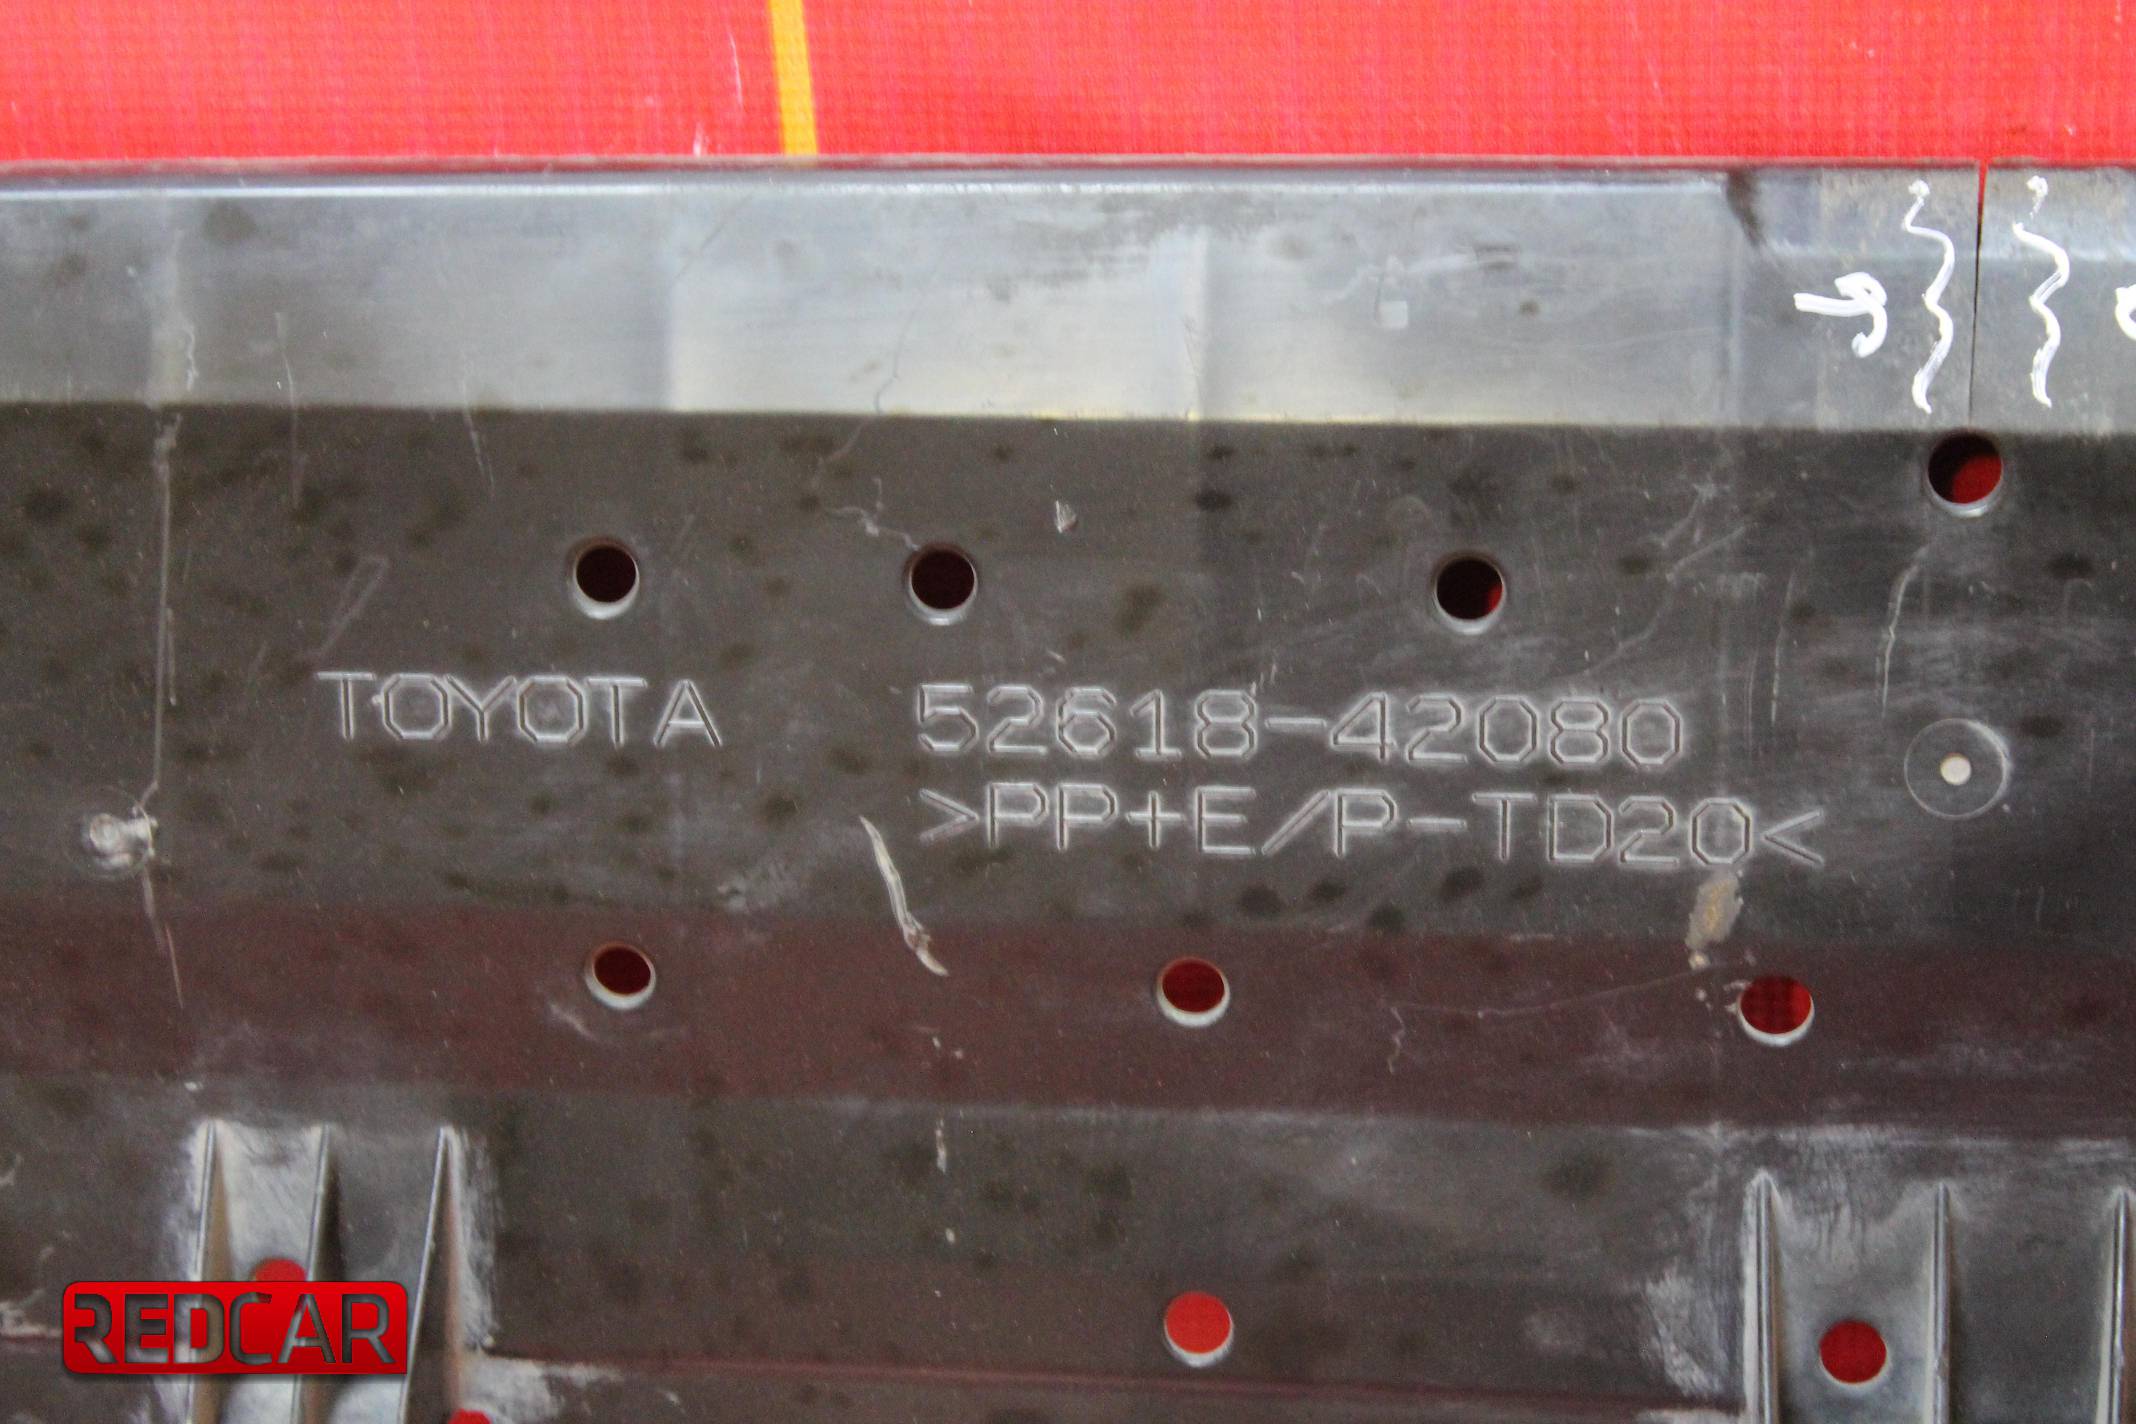 TOYOTA 52618-42080
>PP+E/P-TD20<
REDCAR